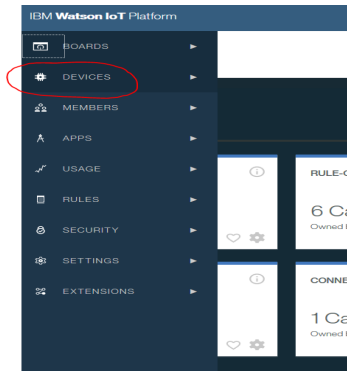 IBM Watson IoT Platform
BOARDS
DEVICES
MEMBERS
APPS
USAGE
RULES
SECURITY
SETTINGS
EXTENSIONS
RULE-
6 Ca
Owned
CONNE
1 Ca
Owned